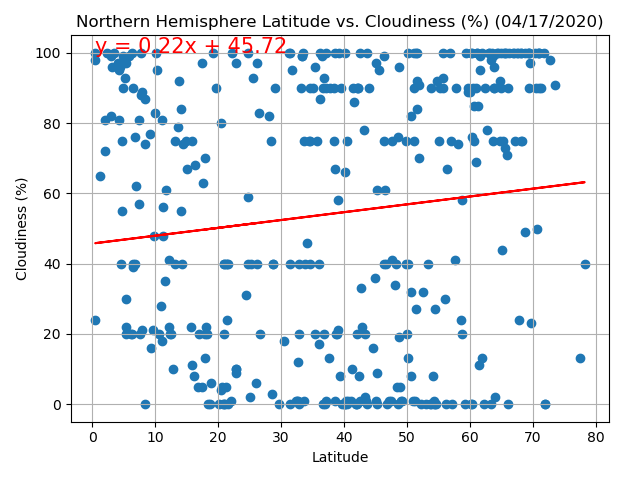 Northern Hemisphere Latitude vs. Cloudiness (%) (04/17/2020)
y = 0.22x + 45.72
100
80
60
40
20
0
Cloudiness (%)
0 10 20 30 40 50 60 70 80
Latitude